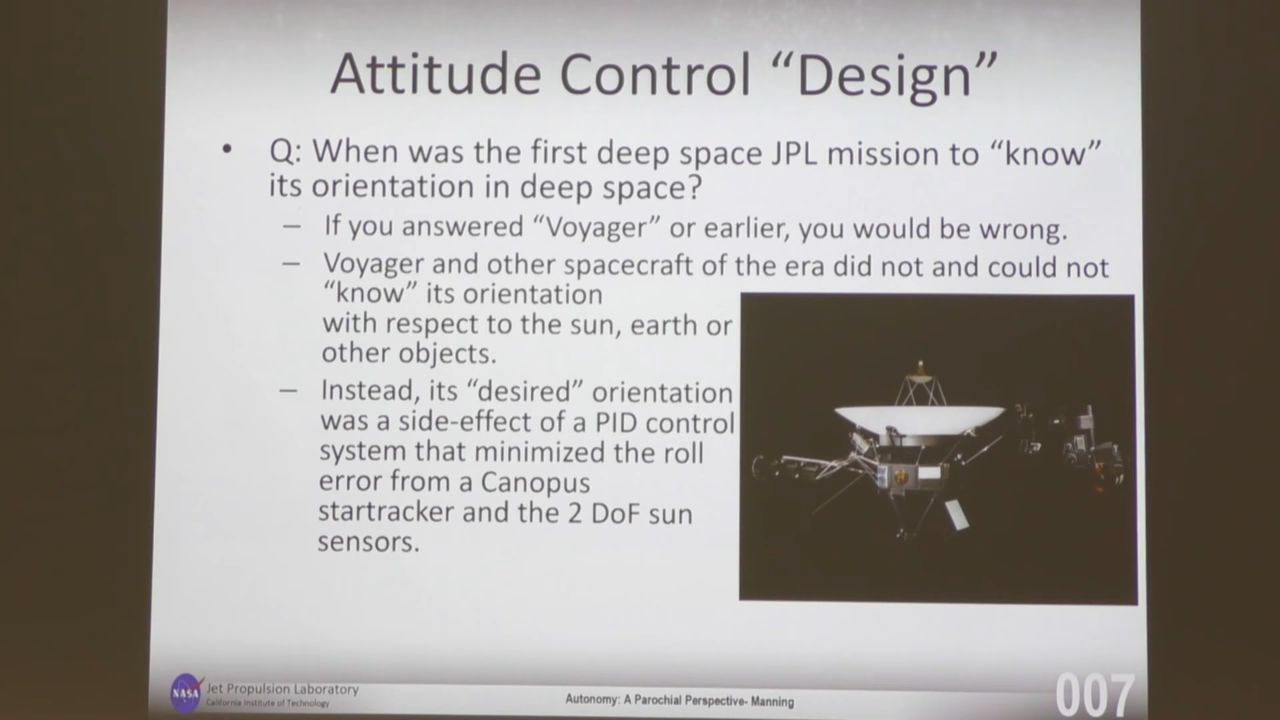 Attitude Control “Design”
• Q: When was the first deep space JPL mission to “know”
its orientation in deep space?
– If you answered “Voyager” or earlier, you would be wrong.
– Voyager and other spacecraft of the era did not and could not
“know” its orientation
with respect to the sun, earth or
other objects.
– Instead, its “desired” orientation
was a side-effect of a PID control
system that minimized the roll
error from a Canopus
startracker and the 2 DoF sun
sensors.
NASA
Jet Propulsion Laboratory
California Institute of Technology
Autonomy: A Parochial Perspective- Manning
007